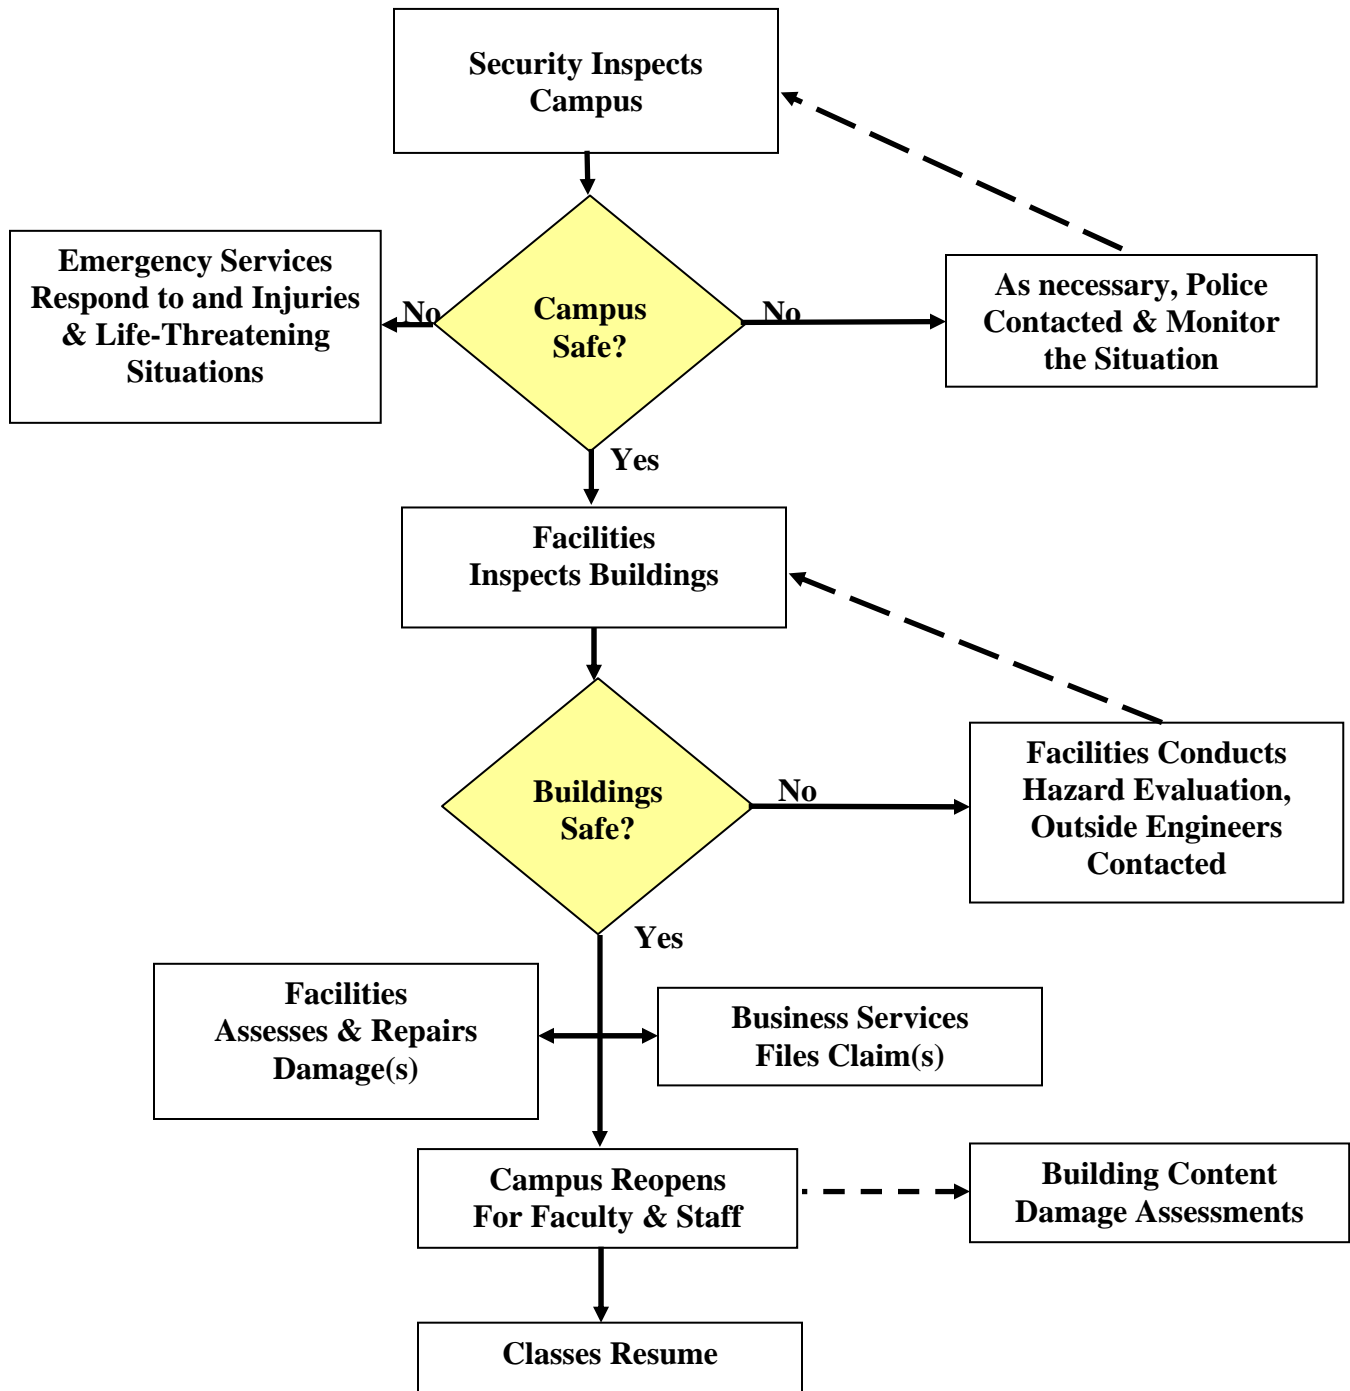 Security Inspects
Campus
Emergency Services
Respond to and Injuries
& Life-Threatening
Situations
No
Campus
Safe?
No
As necessary, Police
Contacted & Monitor
the Situation
Yes
Facilities
Inspects Buildings
Buildings
Safe?
No
Facilities Conducts
Hazard Evaluation,
Outside Engineers
Contacted
Yes
Facilities
Assesses & Repairs
Damage(s)
Business Services
Files Claim(s)
Campus Reopens
For Faculty & Staff
Building Content
Damage Assessments
Classes Resume